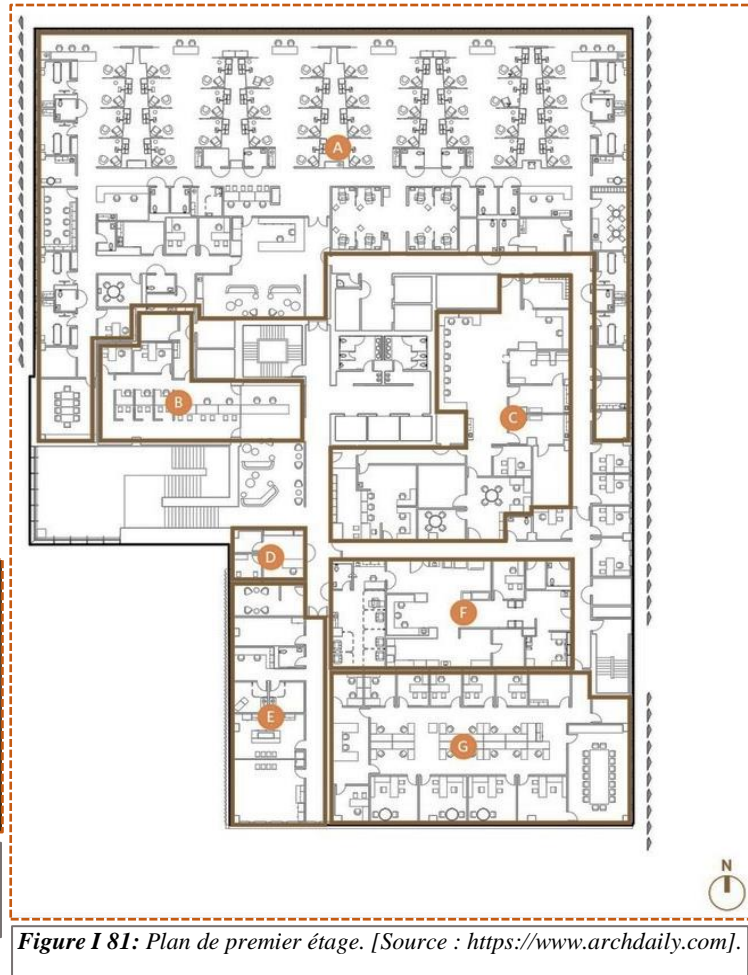 A
B
C
D
F
E
G
N
Figure I 81: Plan de premier étage. [Source : https://www.archdaily.com].